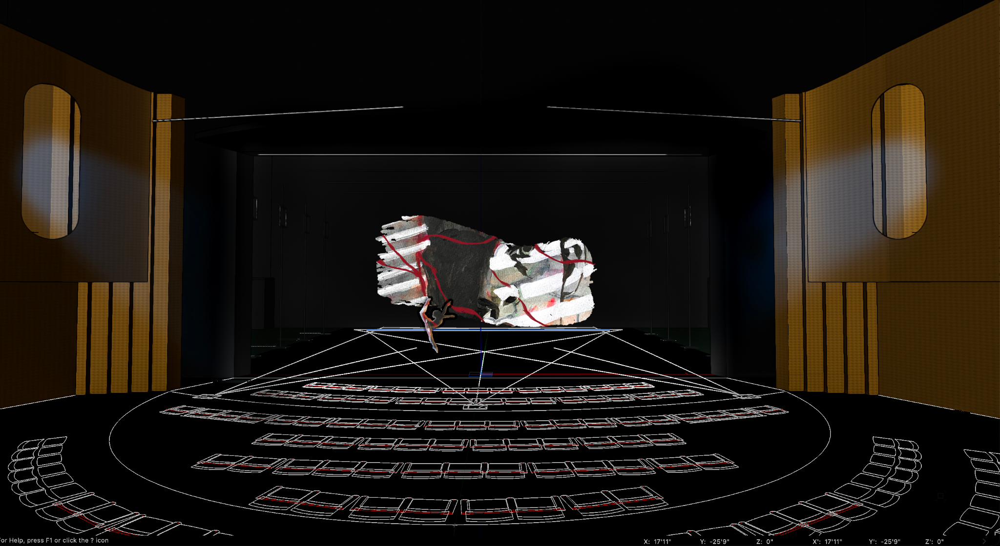 For Help, press F1 or click the ? icon X: 17'11" Y: -25'9" Z: 0" X': 17'11" Y': -25'9" Z': 0"